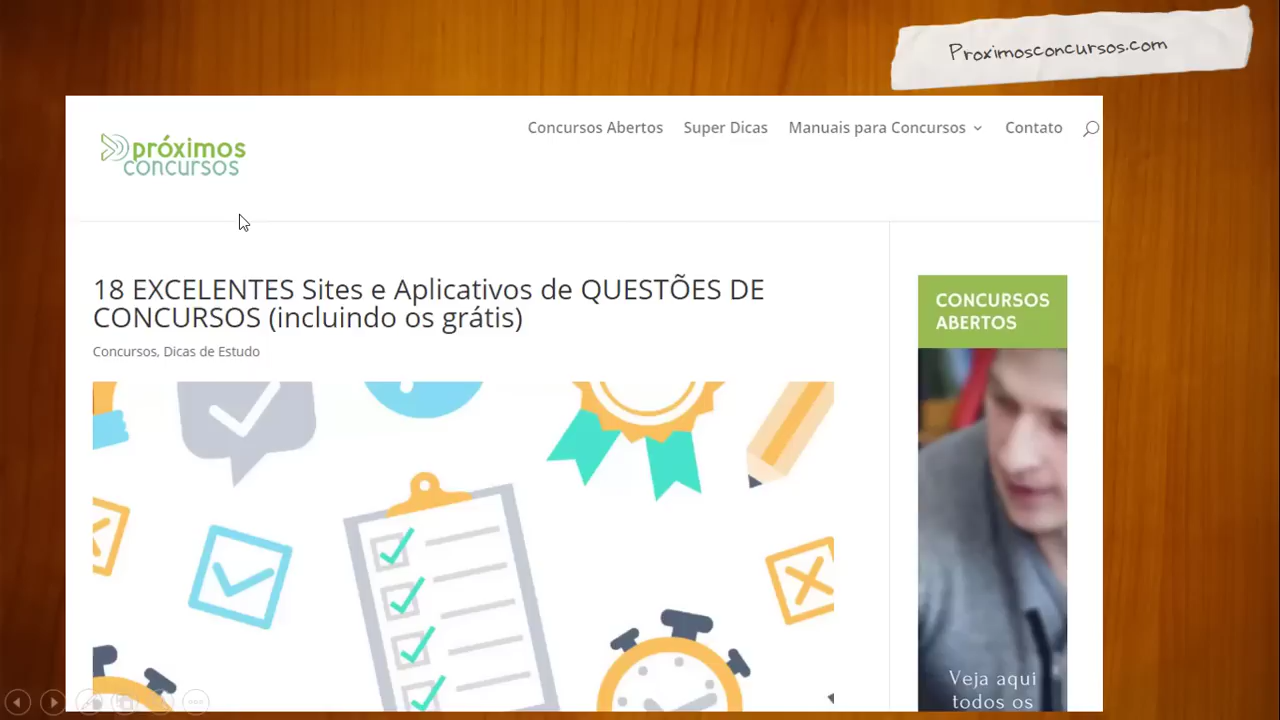 Proximosconcursos.com
próximos
concursos
Concursos Abertos Super Dicas Manuais para Concursos Contato
18 EXCELENTES Sites e Aplicativos de QUESTÕES DE
CONCURSOS (incluindo os grátis)
Concursos, Dicas de Estudo
CONCURSOS
ABERTOS
Veja aqui
todos os